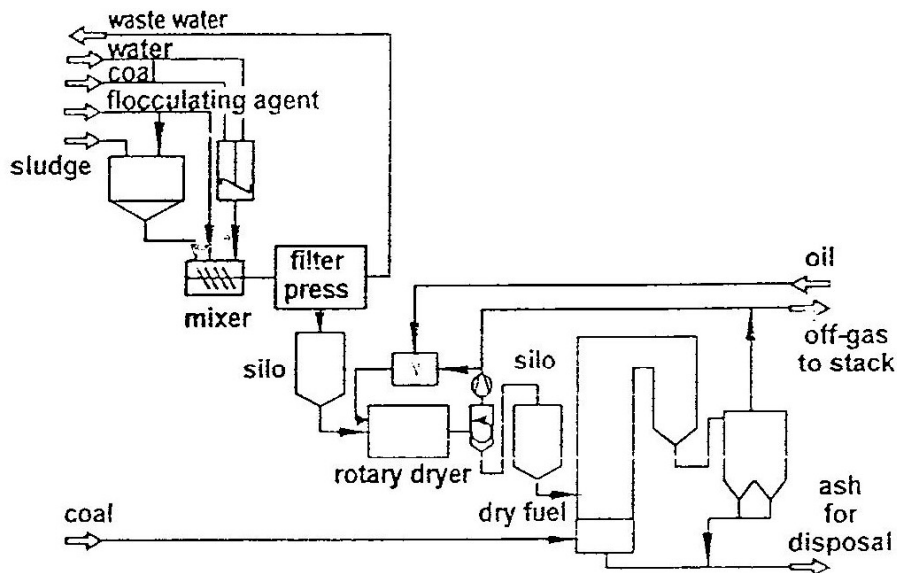 waste water
water
coal
flocculating agent
sludge
filter
press
mixer
oil
off-gas
to stack
silo
silo
rotary dryer
dry fuel
coal
ash
for
disposal